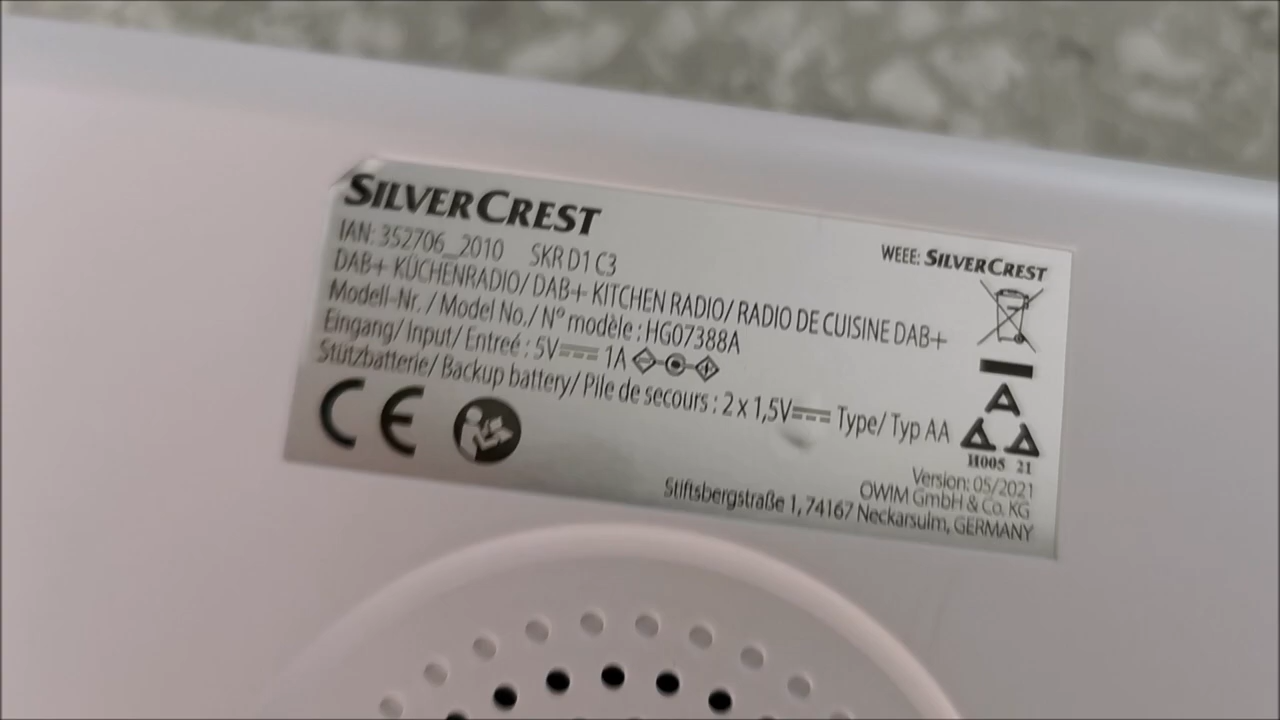 SILVERCREST
IAN: 352706_2010 SKR D1 C3
DAB+ KÜCHENRADIO/ DAB+ KITCHEN RADIO/ RADIO DE CUISINE DAB+
Modell-Nr. / Model No./ N° modèle : HG07388A
Eingang/ Input/ Entreé : 5V 1A
Stützbatterie/ Backup battery/ Pile de secours : 2 x 1,5V Type/ Typ AA
CE
WEEE: SILVERCREST
H005 21
Version: 05/2021
OWIM GmbH & Co. KG
Stiftsbergstraße 1, 74167 Neckarsulm, GERMANY